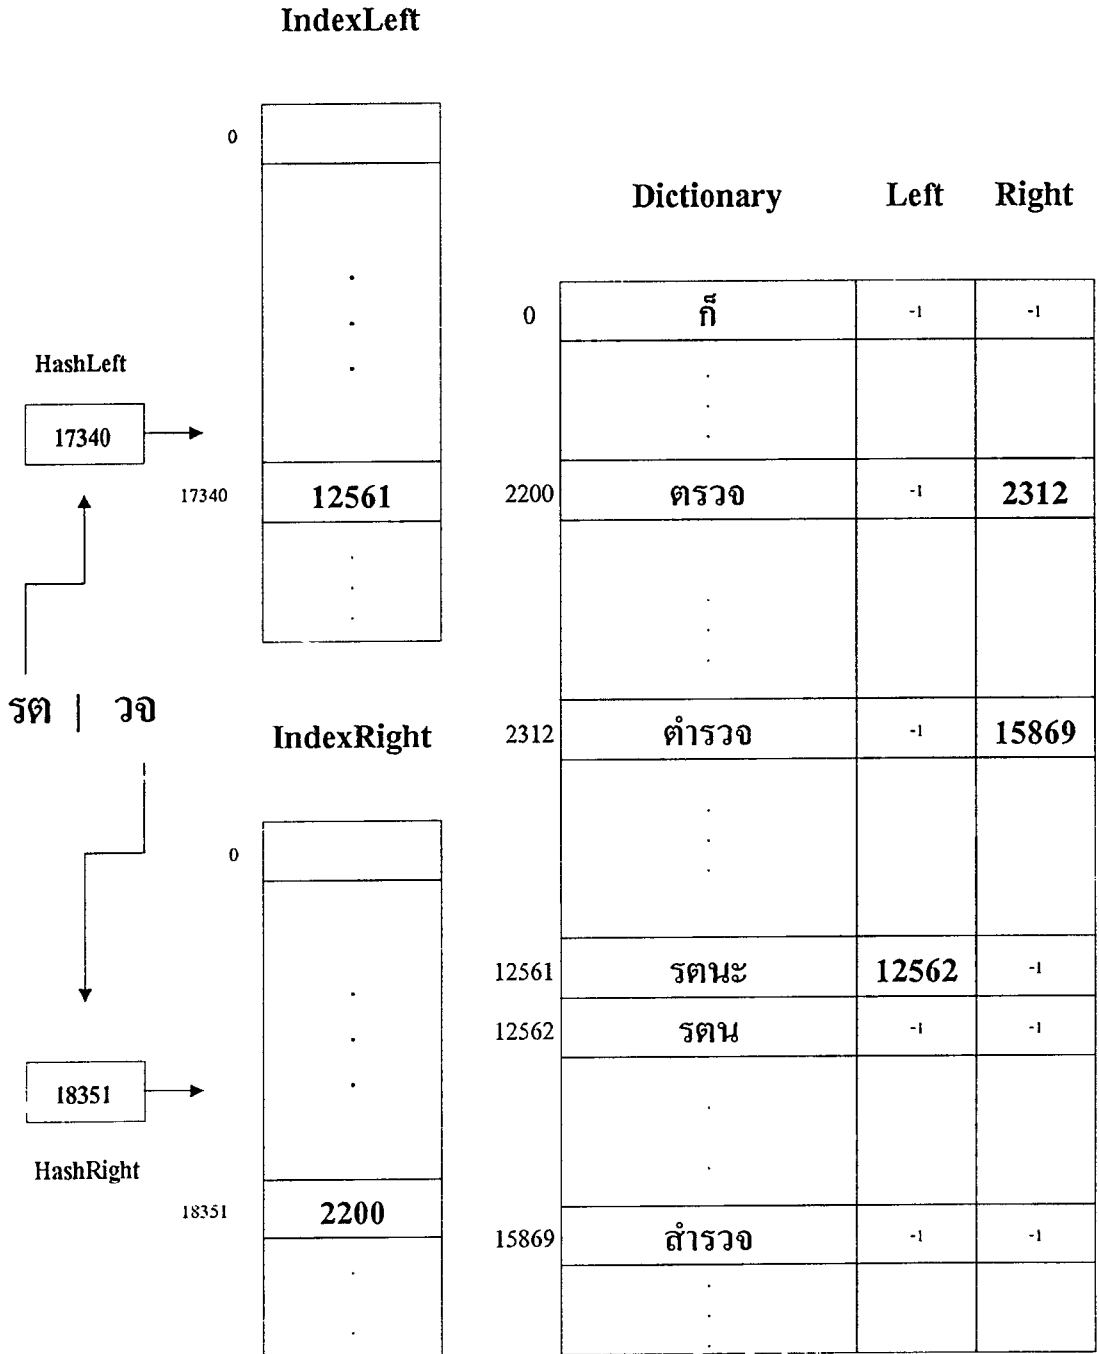 IndexLeft
0
Dictionary Left Right
0 ก็ -1 -1
HashLeft
17340
17340 12561
2200 ตรวจ -1 2312
รต | วจ
IndexRight
2312 ตำรวจ -1 15869
0
12561 รตนะ 12562 -1
12562 รตน -1 -1
18351
HashRight
18351 2200
15869 สำรวจ -1 -1